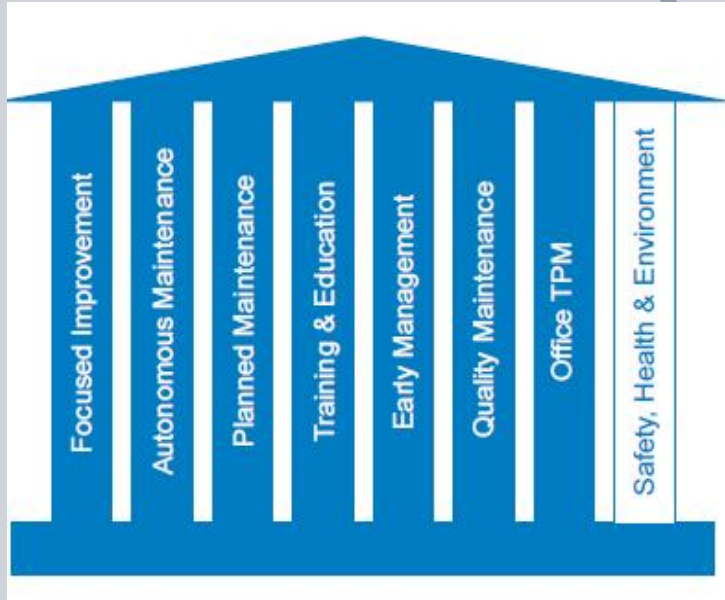 Focused Improvement
Autonomous Maintenance
Planned Maintenance
Training & Education
Early Management
Quality Maintenance
Office TPM
Safety, Health & Environment